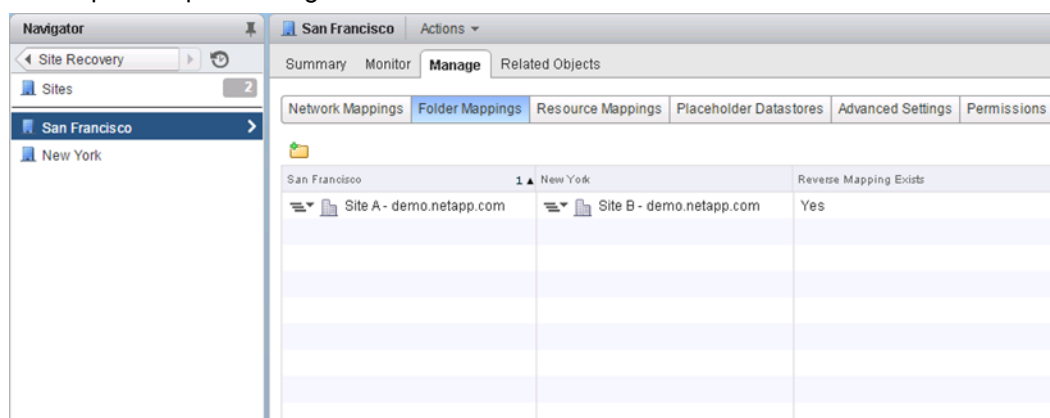 Navigator
Site Recovery
Sites 2
San Francisco
New York
San Francisco Actions
Summary Monitor Manage Related Objects
Network Mappings Folder Mappings Resource Mappings Placeholder Datastores Advanced Settings Permissions
San Francisco 1 New York Reverse Mapping Exists
Site A - demo.netapp.com Site B - demo.netapp.com Yes